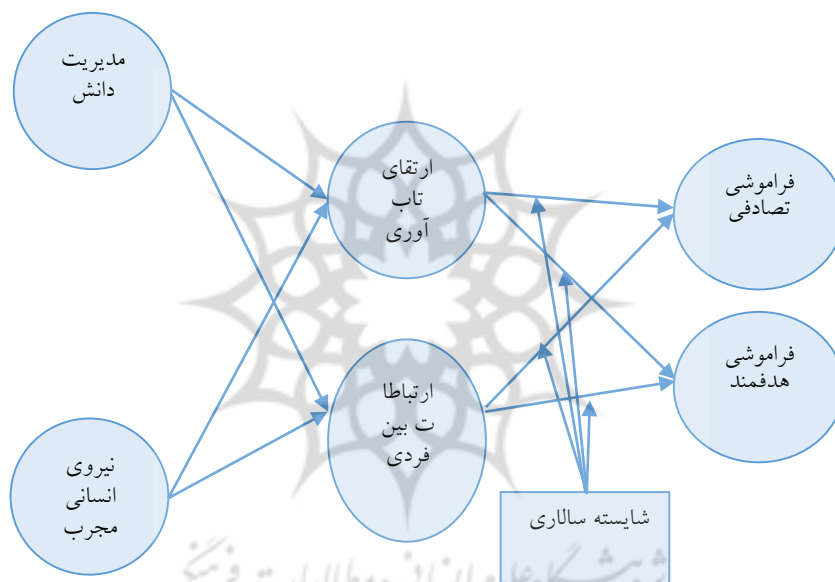 مدیریت
دانش
ارتقای
تاب
آوری
فراموشی
تصادفی
ارتباطا
ت بین
فردی
فراموشی
هدفمند
نیروی
انسانی
مجرب
شایسته سالاری